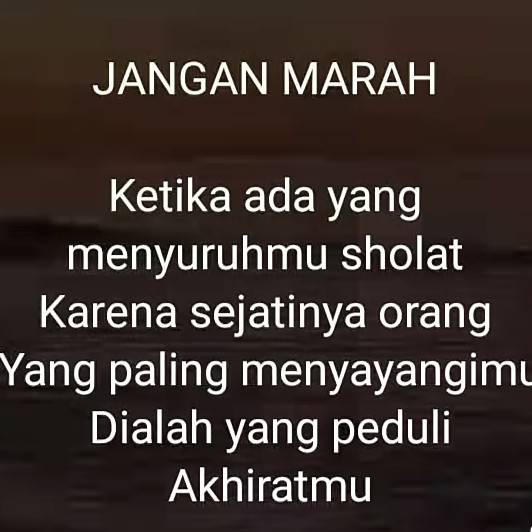 JANGAN MARAH
Ketika ada yang
menyuruhmu sholat
Karena sejatinya orang
Yang paling menyayangimu
Dialah yang peduli
Akhiratmu